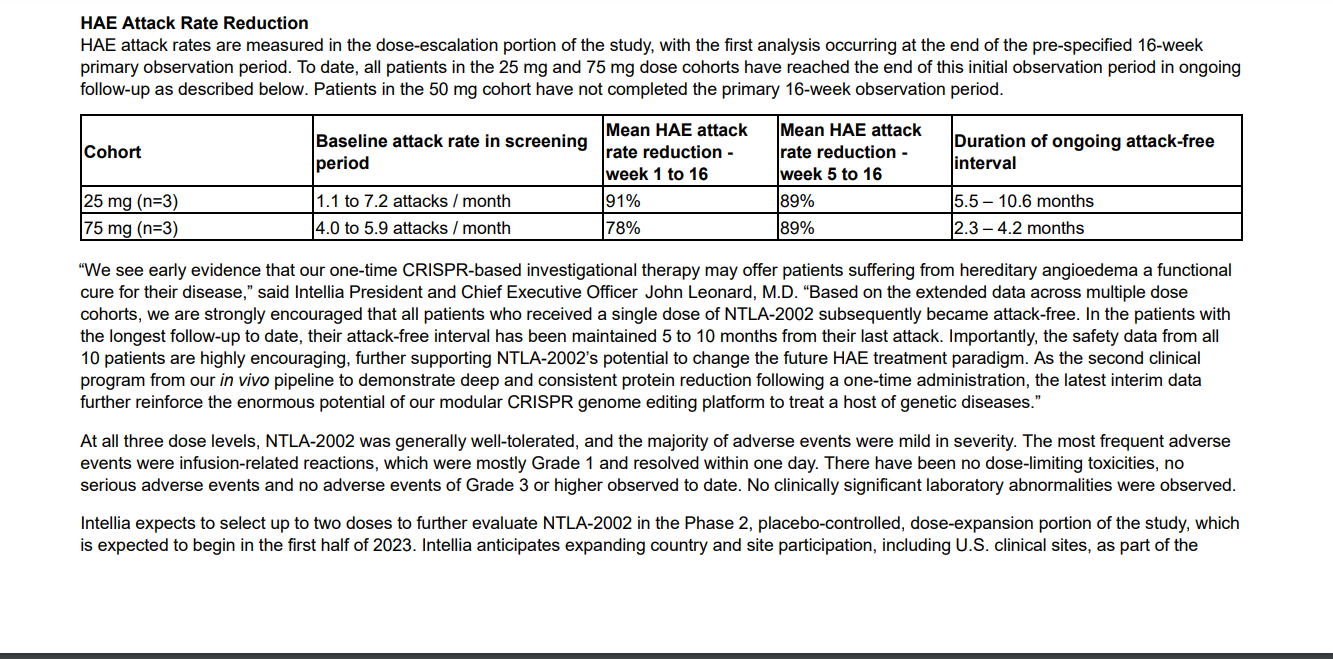 HAE Attack Rate Reduction
HAE attack rates are measured in the dose-escalation portion of the study, with the first analysis occurring at the end of the pre-specified 16-week
primary observation period. To date, all patients in the 25 mg and 75 mg dose cohorts have reached the end of this initial observation period in ongoing
follow-up as described below. Patients in the 50 mg cohort have not completed the primary 16-week observation period.
Cohort
Baseline attack rate in screening
period
Mean HAE attack
rate reduction -
week 1 to 16
Mean HAE attack
rate reduction -
week 5 to 16
Duration of ongoing attack-free
interval
25 mg (n=3)
1.1 to 7.2 attacks / month
91%
89%
5.5 – 10.6 months
75 mg (n=3)
4.0 to 5.9 attacks / month
78%
89%
2.3 – 4.2 months
“We see early evidence that our one-time CRISPR-based investigational therapy may offer patients suffering from hereditary angioedema a functional
cure for their disease,” said Intellia President and Chief Executive Officer John Leonard, M.D. “Based on the extended data across multiple dose
cohorts, we are strongly encouraged that all patients who received a single dose of NTLA-2002 subsequently became attack-free. In the patients with
the longest follow-up to date, their attack-free interval has been maintained 5 to 10 months from their last attack. Importantly, the safety data from all
10 patients are highly encouraging, further supporting NTLA-2002’s potential to change the future HAE treatment paradigm. As the second clinical
program from our in vivo pipeline to demonstrate deep and consistent protein reduction following a one-time administration, the latest interim data
further reinforce the enormous potential of our modular CRISPR genome editing platform to treat a host of genetic diseases.”
At all three dose levels, NTLA-2002 was generally well-tolerated, and the majority of adverse events were mild in severity. The most frequent adverse
events were infusion-related reactions, which were mostly Grade 1 and resolved within one day. There have been no dose-limiting toxicities, no
serious adverse events and no adverse events of Grade 3 or higher observed to date. No clinically significant laboratory abnormalities were observed.
Intellia expects to select up to two doses to further evaluate NTLA-2002 in the Phase 2, placebo-controlled, dose-expansion portion of the study, which
is expected to begin in the first half of 2023. Intellia anticipates expanding country and site participation, including U.S. clinical sites, as part of the